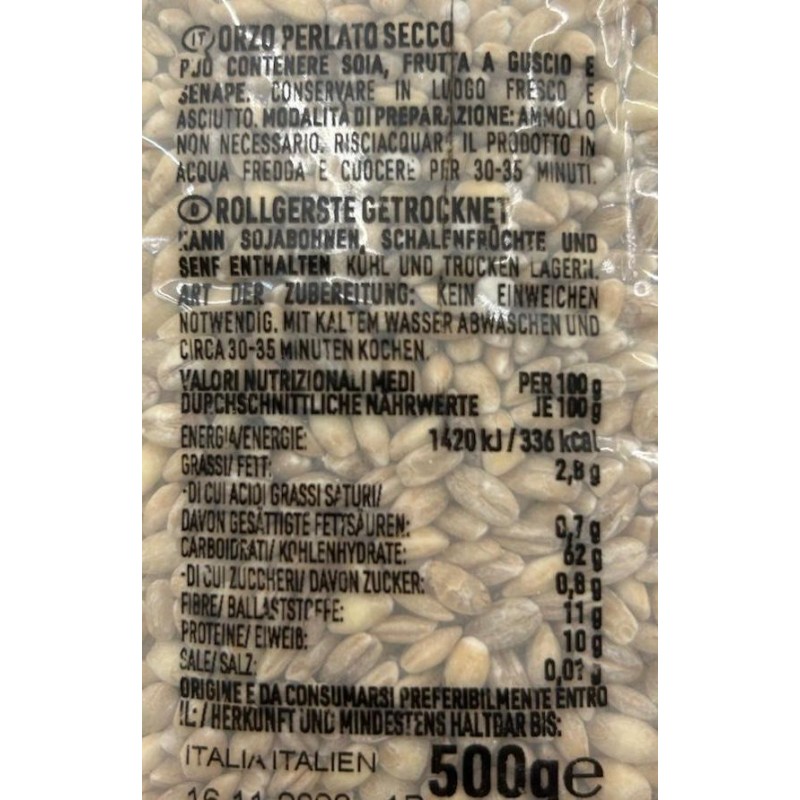 IT ORZO PERLATO SECCO
PUÒ CONTENERE SOIA, FRUTTA A GUSCIO E
SENAPE. CONSERVARE IN LUOGO FRESCO E
ASCIUTTO. MODALITÀ DI PREPARAZIONE: AMMOLLO
NON NECESSARIO. RISCIACQUARE IL PRODOTTO IN
ACQUA FREDDA E CUOCERE PER 30-35 MINUTI.
D ROLLGERSTE GETROCKNET
KANN SOJABOHNEN, SCHALENFRÜCHTE UND
SENF ENTHALTEN. KÜHL UND TROCKEN LAGERN.
ART DER ZUBEREITUNG: KEIN EINWEICHEN
NOTWENDIG. MIT KALTEM WASSER ABWASCHEN UND
CIRCA 30-35 MINUTEN KOCHEN.
VALORI NUTRIZIONALI MEDI PER 100 g
DURCHSCHNITTLICHE NÄHRWERTE JE 100 g
ENERGIA/ENERGIE: 1420 kJ / 336 kcal
GRASSI/ FETT: 2,8 g
-DI CUI ACIDI GRASSI SATURI/
DAVON GESÄTTIGTE FETTSÄUREN: 0,7 g
CARBOIDRATI/ KOHLENHYDRATE: 62 g
-DI CUI ZUCCHERI/ DAVON ZUCKER: 0,8 g
FIBRE/ BALLASTSTOFFE: 11 g
PROTEINE/ EIWEIß: 10 g
SALE/ SALZ:
ORIGINE E DA CONSUMARSI PREFERIBILMENTE ENTRO
IL: / HERKUNFT UND MINDESTENS HALTBAR BIS:
ITALIA ITALIEN 500g e